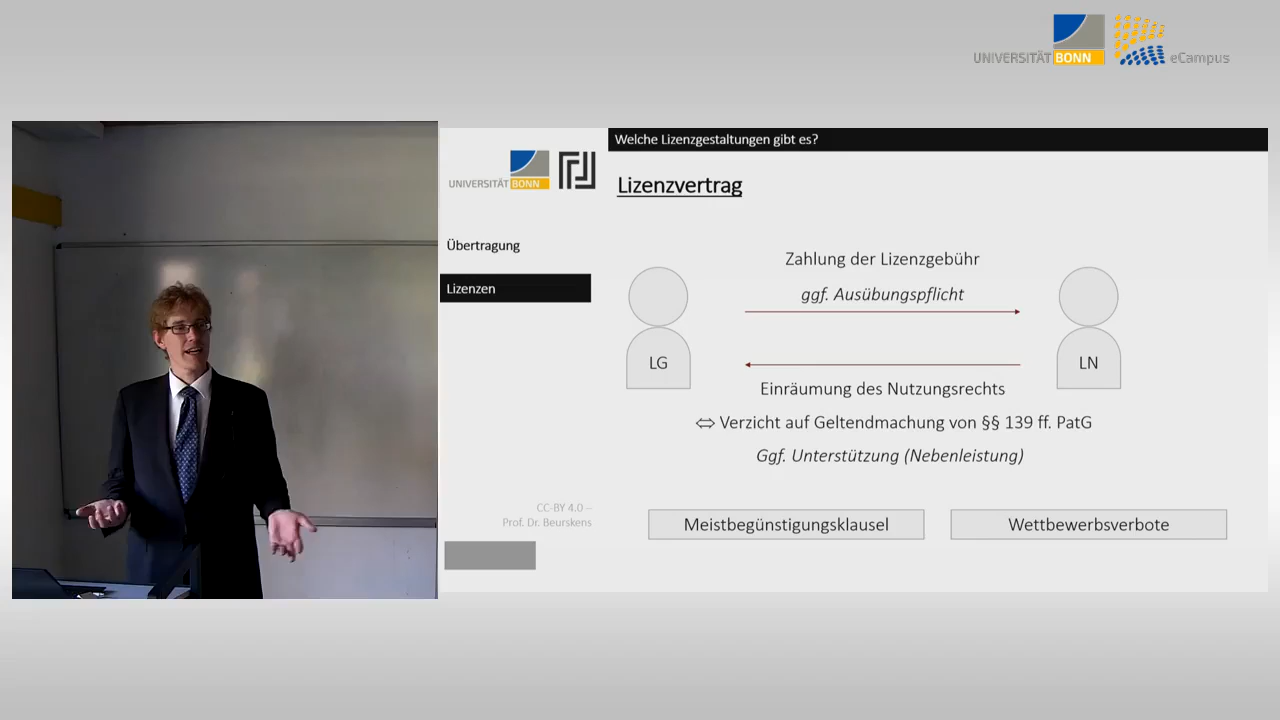 UNIVERSITÄT BONN eCampus
Welche Lizenzgestaltungen gibt es?
UNIVERSITÄT BONN
Lizenzvertrag
Übertragung
Lizenzen
Zahlung der Lizenzgebühr
ggf. Ausübungspflicht
LG
LN
Einräumung des Nutzungsrechts
⇔ Verzicht auf Geltendmachung von §§ 139 ff. PatG
Ggf. Unterstützung (Nebenleistung)
CC-BY 4.0 –
Prof. Dr. Beurskens
Meistbegünstigungsklausel
Wettbewerbsverbote